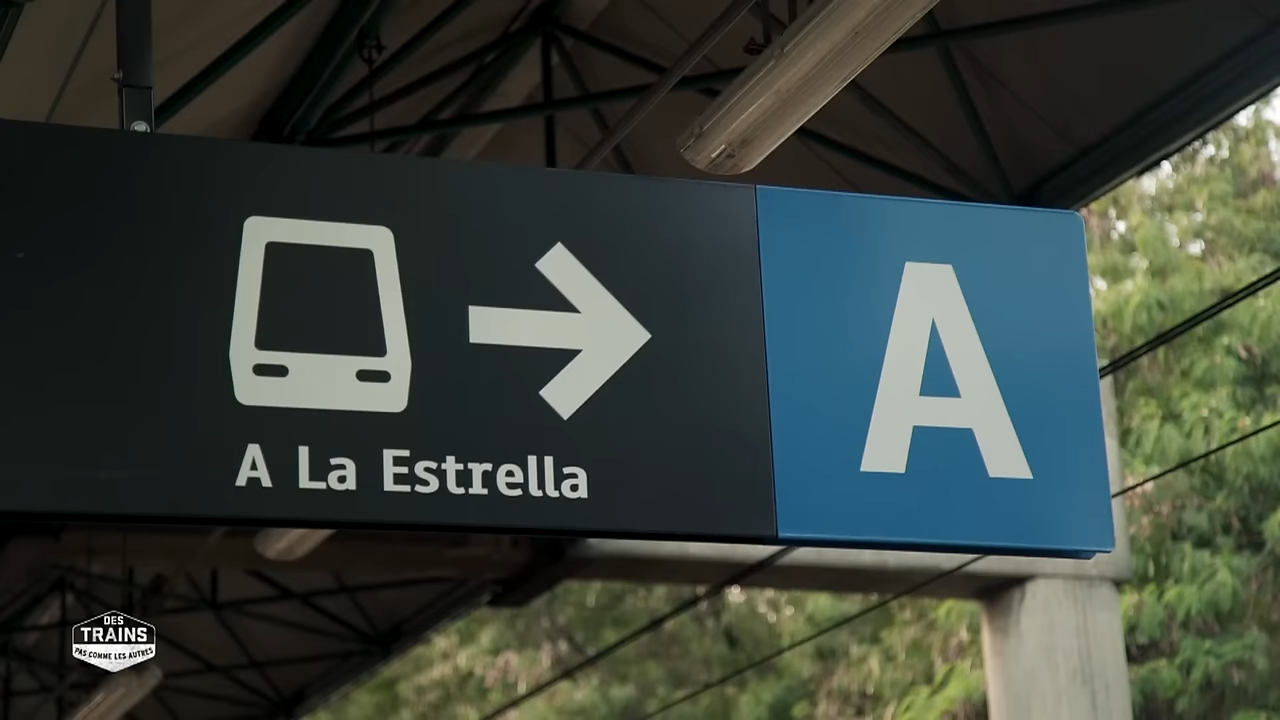 A La Estrella
A
DES
TRAINS
PAS COMME LES AUTRES